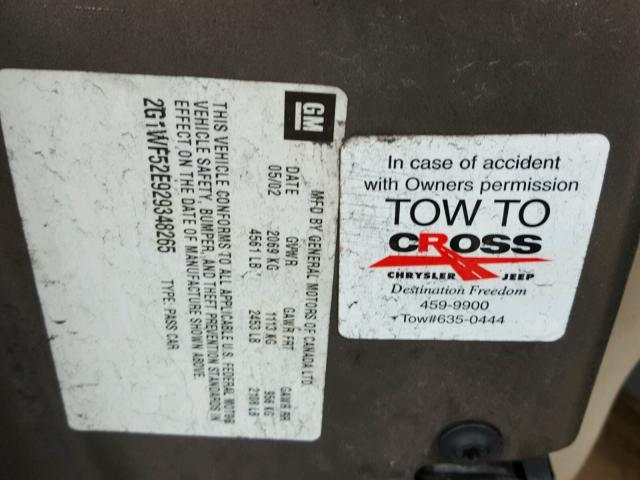 GM
MFD BY GENERAL MOTORS OF CANADA LTD.
DATE GVWR GAWR FRT GAWR RR
05/02 2069 KG 1113 KG 956 KG
4561 LB 2453 LB 2108 LB
THIS VEHICLE CONFORMS TO ALL APPLICABLE U.S. FEDERAL MOTOR
VEHICLE SAFETY, BUMPER, AND THEFT PREVENTION STANDARDS IN
EFFECT ON THE DATE OF MANUFACTURE SHOWN ABOVE.
2G1WF52E929348265 TYPE: PASS CAR
In case of accident
with Owners permission
TOW TO
CROSS
CHRYSLER JEEP
Destination Freedom
459-9900
Tow#635-0444